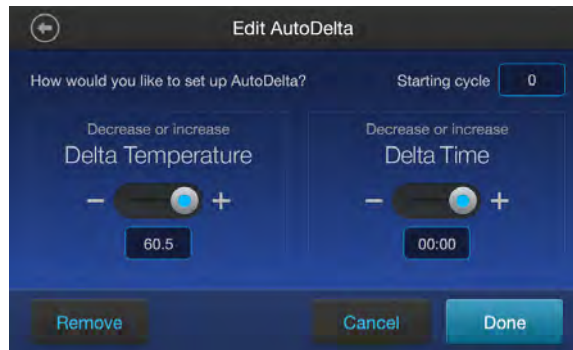 Edit AutoDelta
How would you like to set up AutoDelta?
Starting cycle 0
Decrease or increase
Delta Temperature
− +
60.5
Decrease or increase
Delta Time
− +
00:00
Remove
Cancel
Done